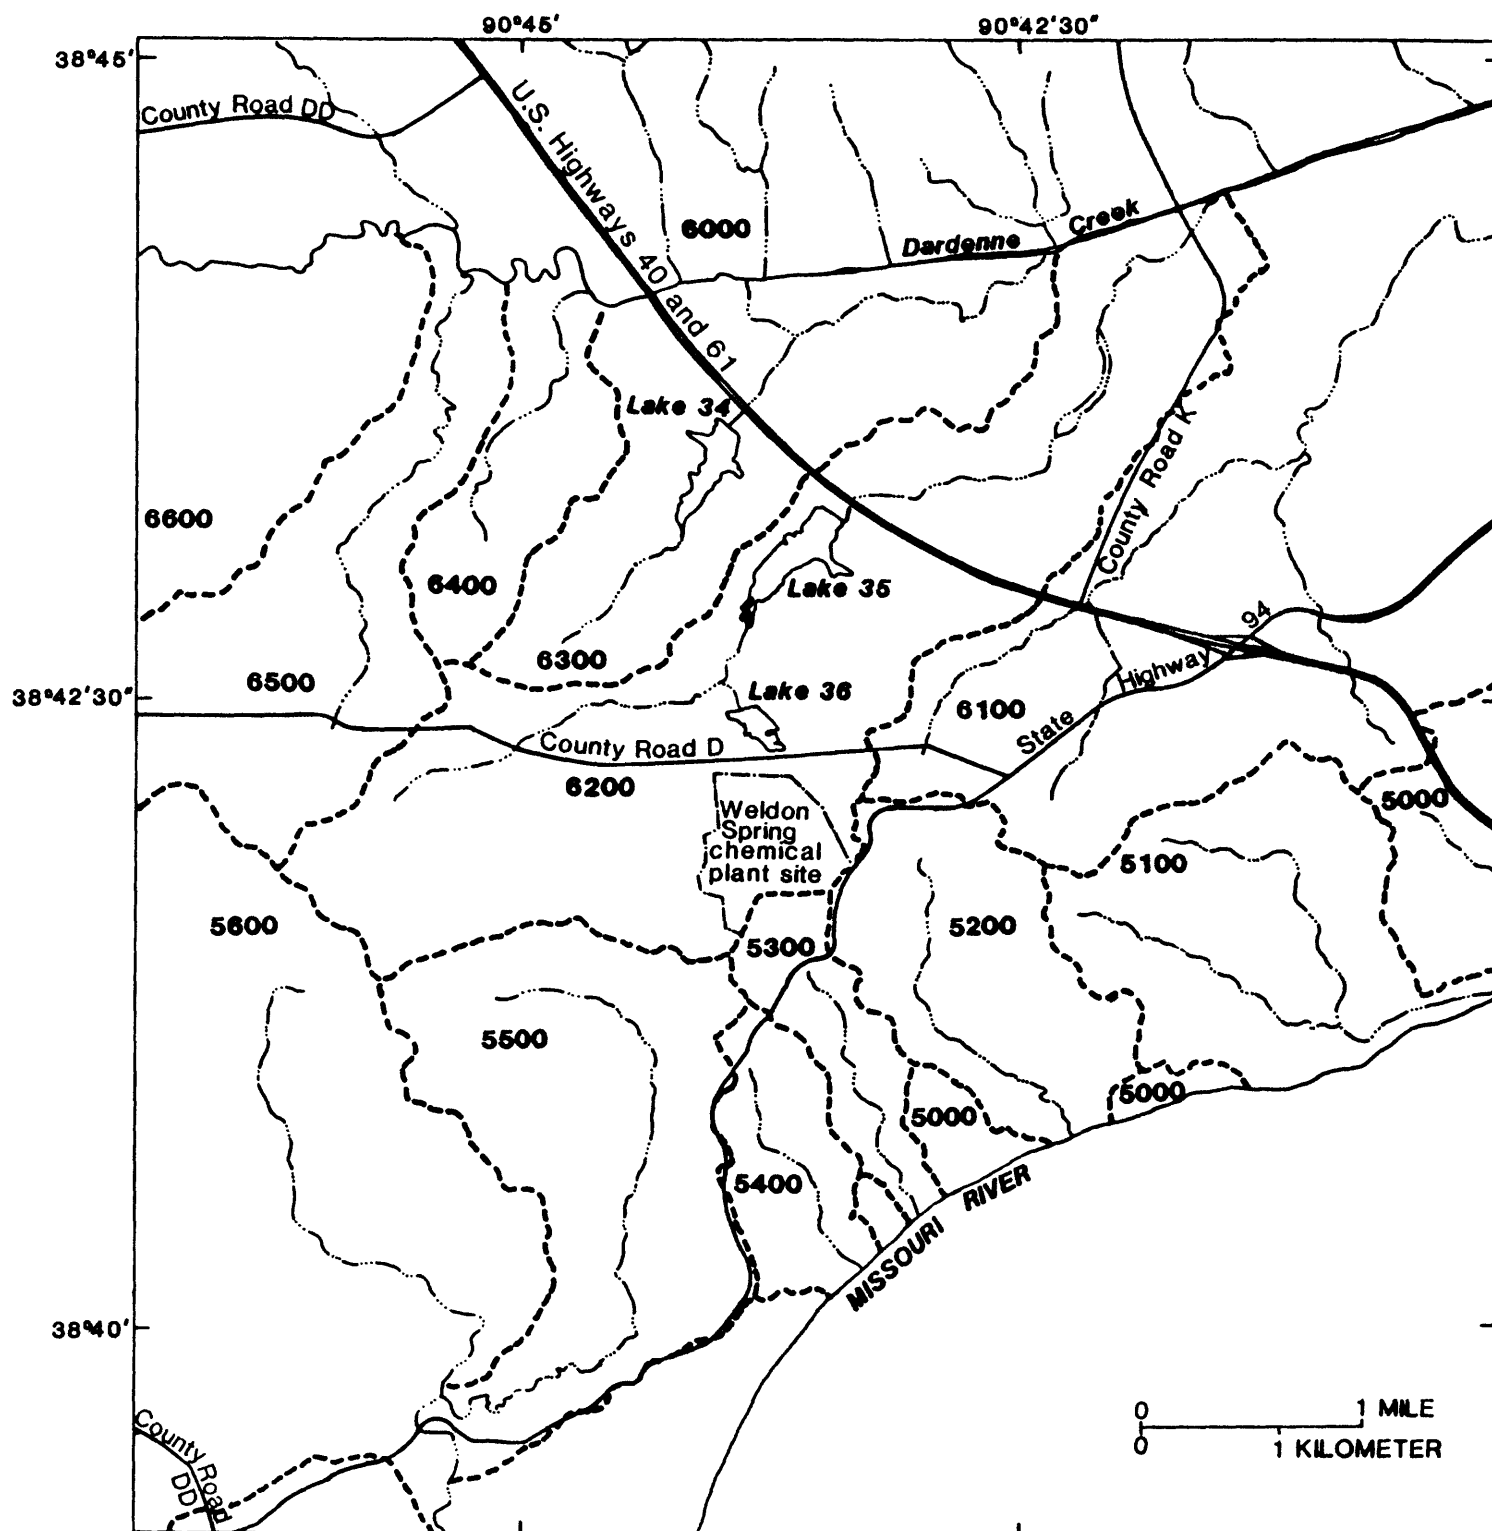 90°45'
90°42'30"
38°45'
County Road DD
U.S. Highways 40 and 61
6000
Dardenne Creek
Lake 34
County Road K
6600
6400
Lake 35
6300
94
6500
38°42'30"
Lake 36
6100
State Highway
County Road D
6200
5000
Weldon
Spring
chemical
plant site
5100
5600
5200
5300
5500
5000
5000
5400
MISSOURI RIVER
38°40'
County Road
DD
0 1 MILE
0 1 KILOMETER